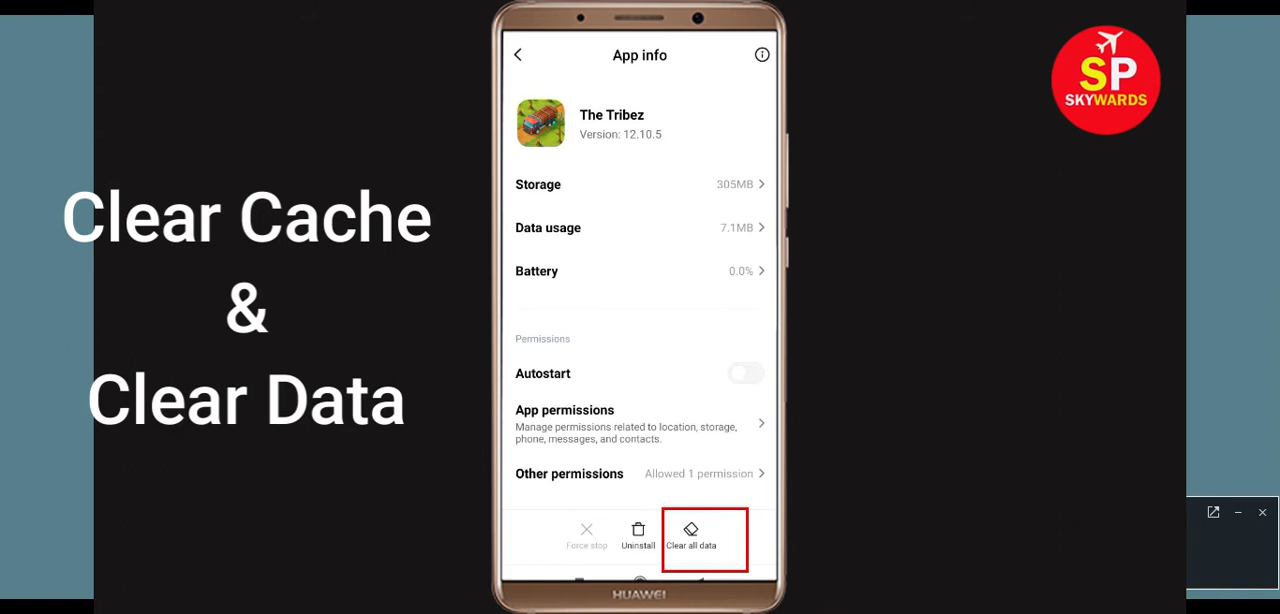 Clear Cache
&
Clear Data
App info
The Tribez
Version: 12.10.5
Storage 305MB
Data usage 7.1MB
Battery 0.0%
Permissions
Autostart
App permissions
Manage permissions related to location, storage,
phone, messages, and contacts.
Other permissions Allowed 1 permission
Force stop Uninstall Clear all data
HUAWEI
SP
SKYWARDS